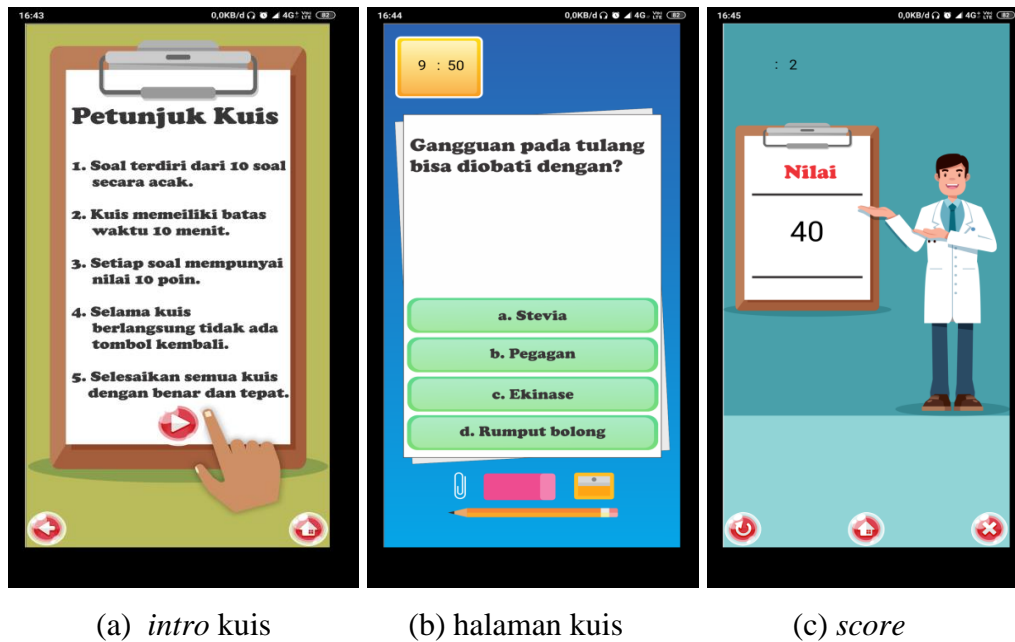 16:43 0,0KB/d 4G+ VoLTE 82
Petunjuk Kuis
1. Soal terdiri dari 10 soal
secara acak.
2. Kuis memeiliki batas
waktu 10 menit.
3. Setiap soal mempunyai
nilai 10 poin.
4. Selama kuis
berlangsung tidak ada
tombol kembali.
5. Selesaikan semua kuis
dengan benar dan tepat.
(a) intro kuis
16:44 0,0KB/d 4G 82
9 : 50
Gangguan pada tulang
bisa diobati dengan?
a. Stevia
b. Pegagan
c. Ekinase
d. Rumput bolong
(b) halaman kuis
16:45 0,0KB/d 4G+ 82
: 2
Nilai
40
(c) score